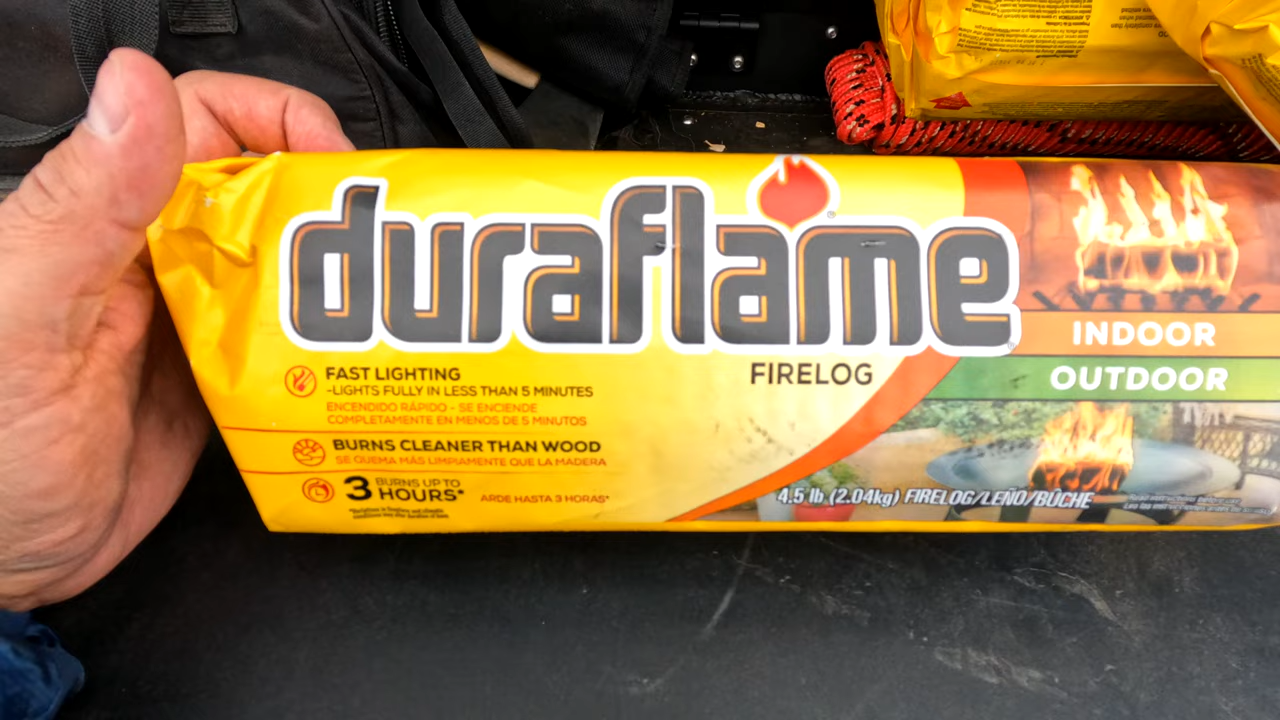 duraflame
FIRELOG
INDOOR
OUTDOOR
FAST LIGHTING
-LIGHTS FULLY IN LESS THAN 5 MINUTES
ENCENDIDO RÁPIDO - SE ENCIENDE
COMPLETAMENTE EN MENOS DE 5 MINUTOS
BURNS CLEANER THAN WOOD
SE QUEMA MÁS LIMPIAMENTE QUE LA MADERA
3 BURNS UP TO
HOURS*
ARDE HASTA 3 HORAS*
4.5 lb (2.04kg) FIRELOG/LEÑO/BÛCHE